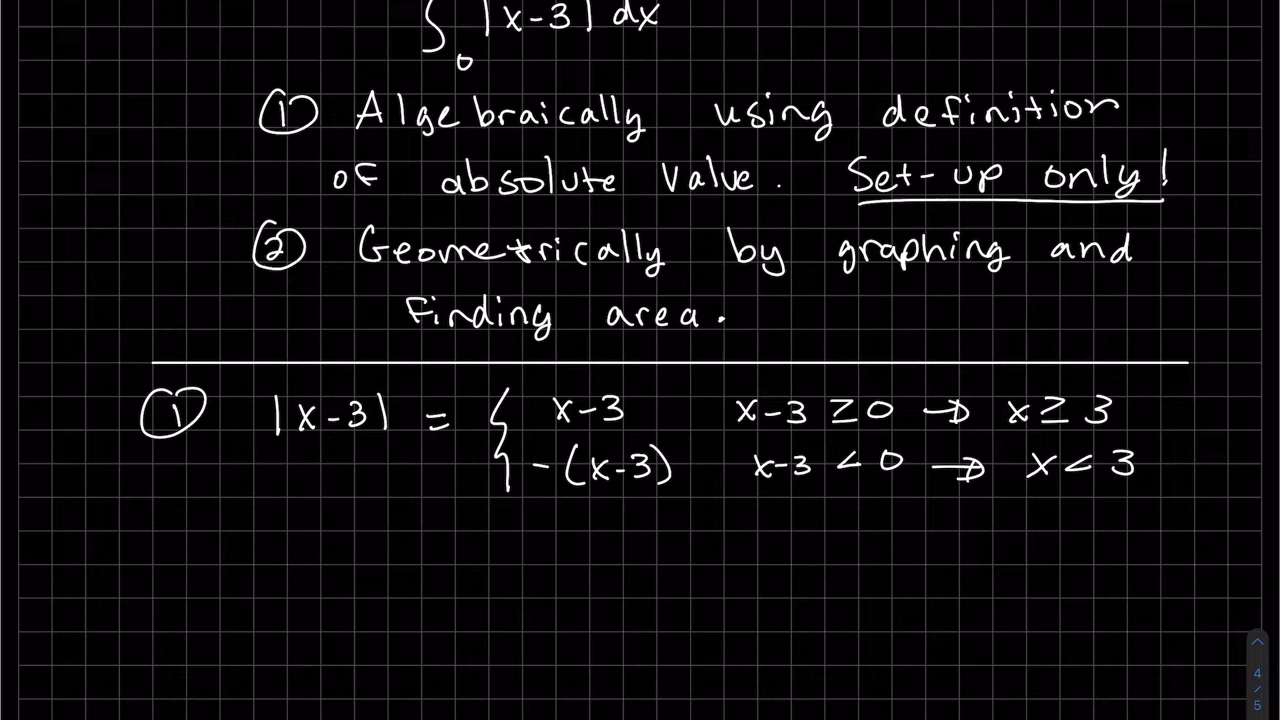 ∫₀ |x-3| dx
① Algebraically using definition
of absolute value. Set-up only!
② Geometrically by graphing and
finding area.
① |x-3| = { x-3 x-3 ≥ 0 → x ≥ 3
-(x-3) x-3 < 0 → x < 3
4
/
5